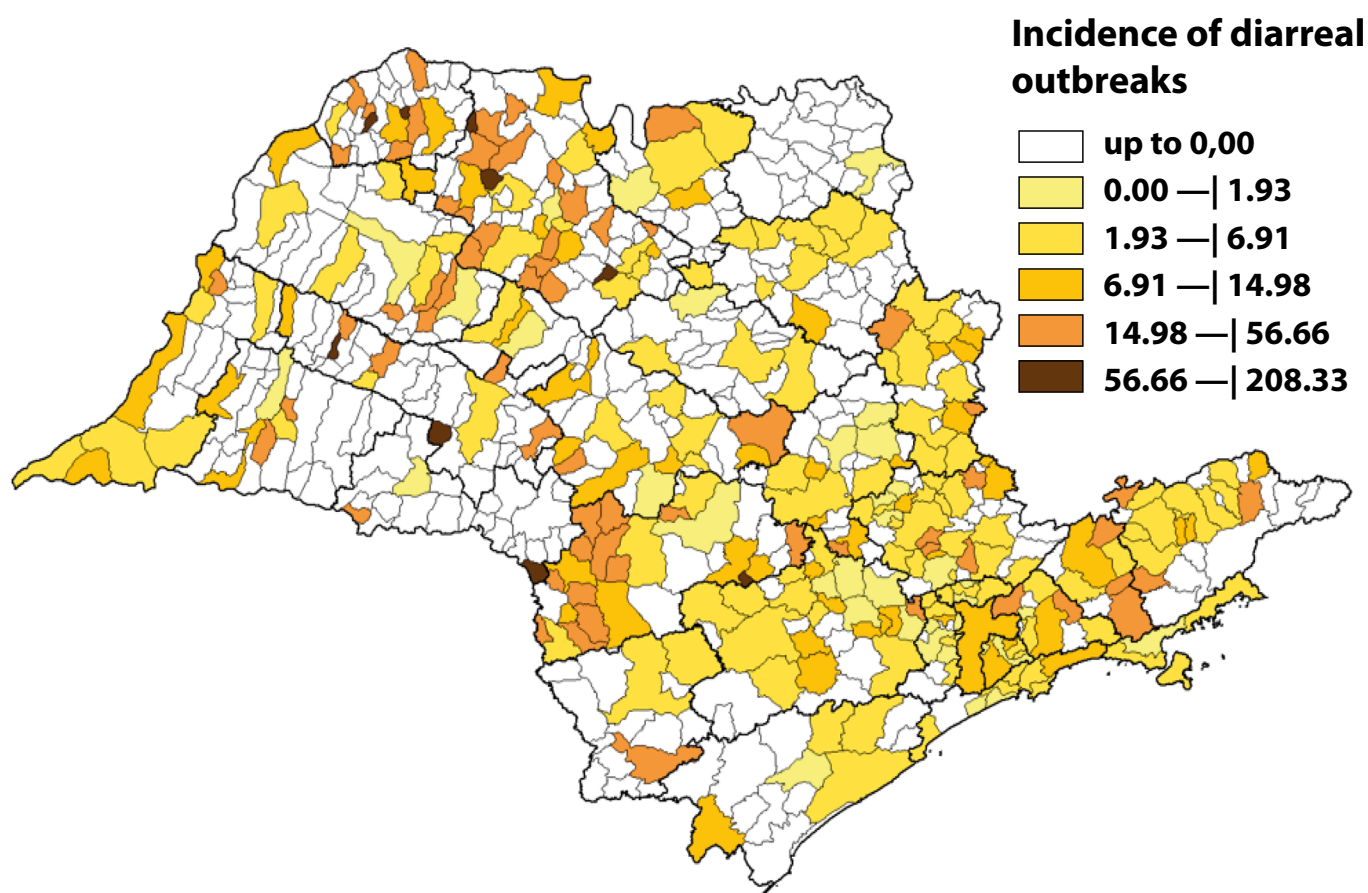 Incidence of diarreal
outbreaks
up to 0,00
0.00 —| 1.93
1.93 —| 6.91
6.91 —| 14.98
14.98 —| 56.66
56.66 —| 208.33